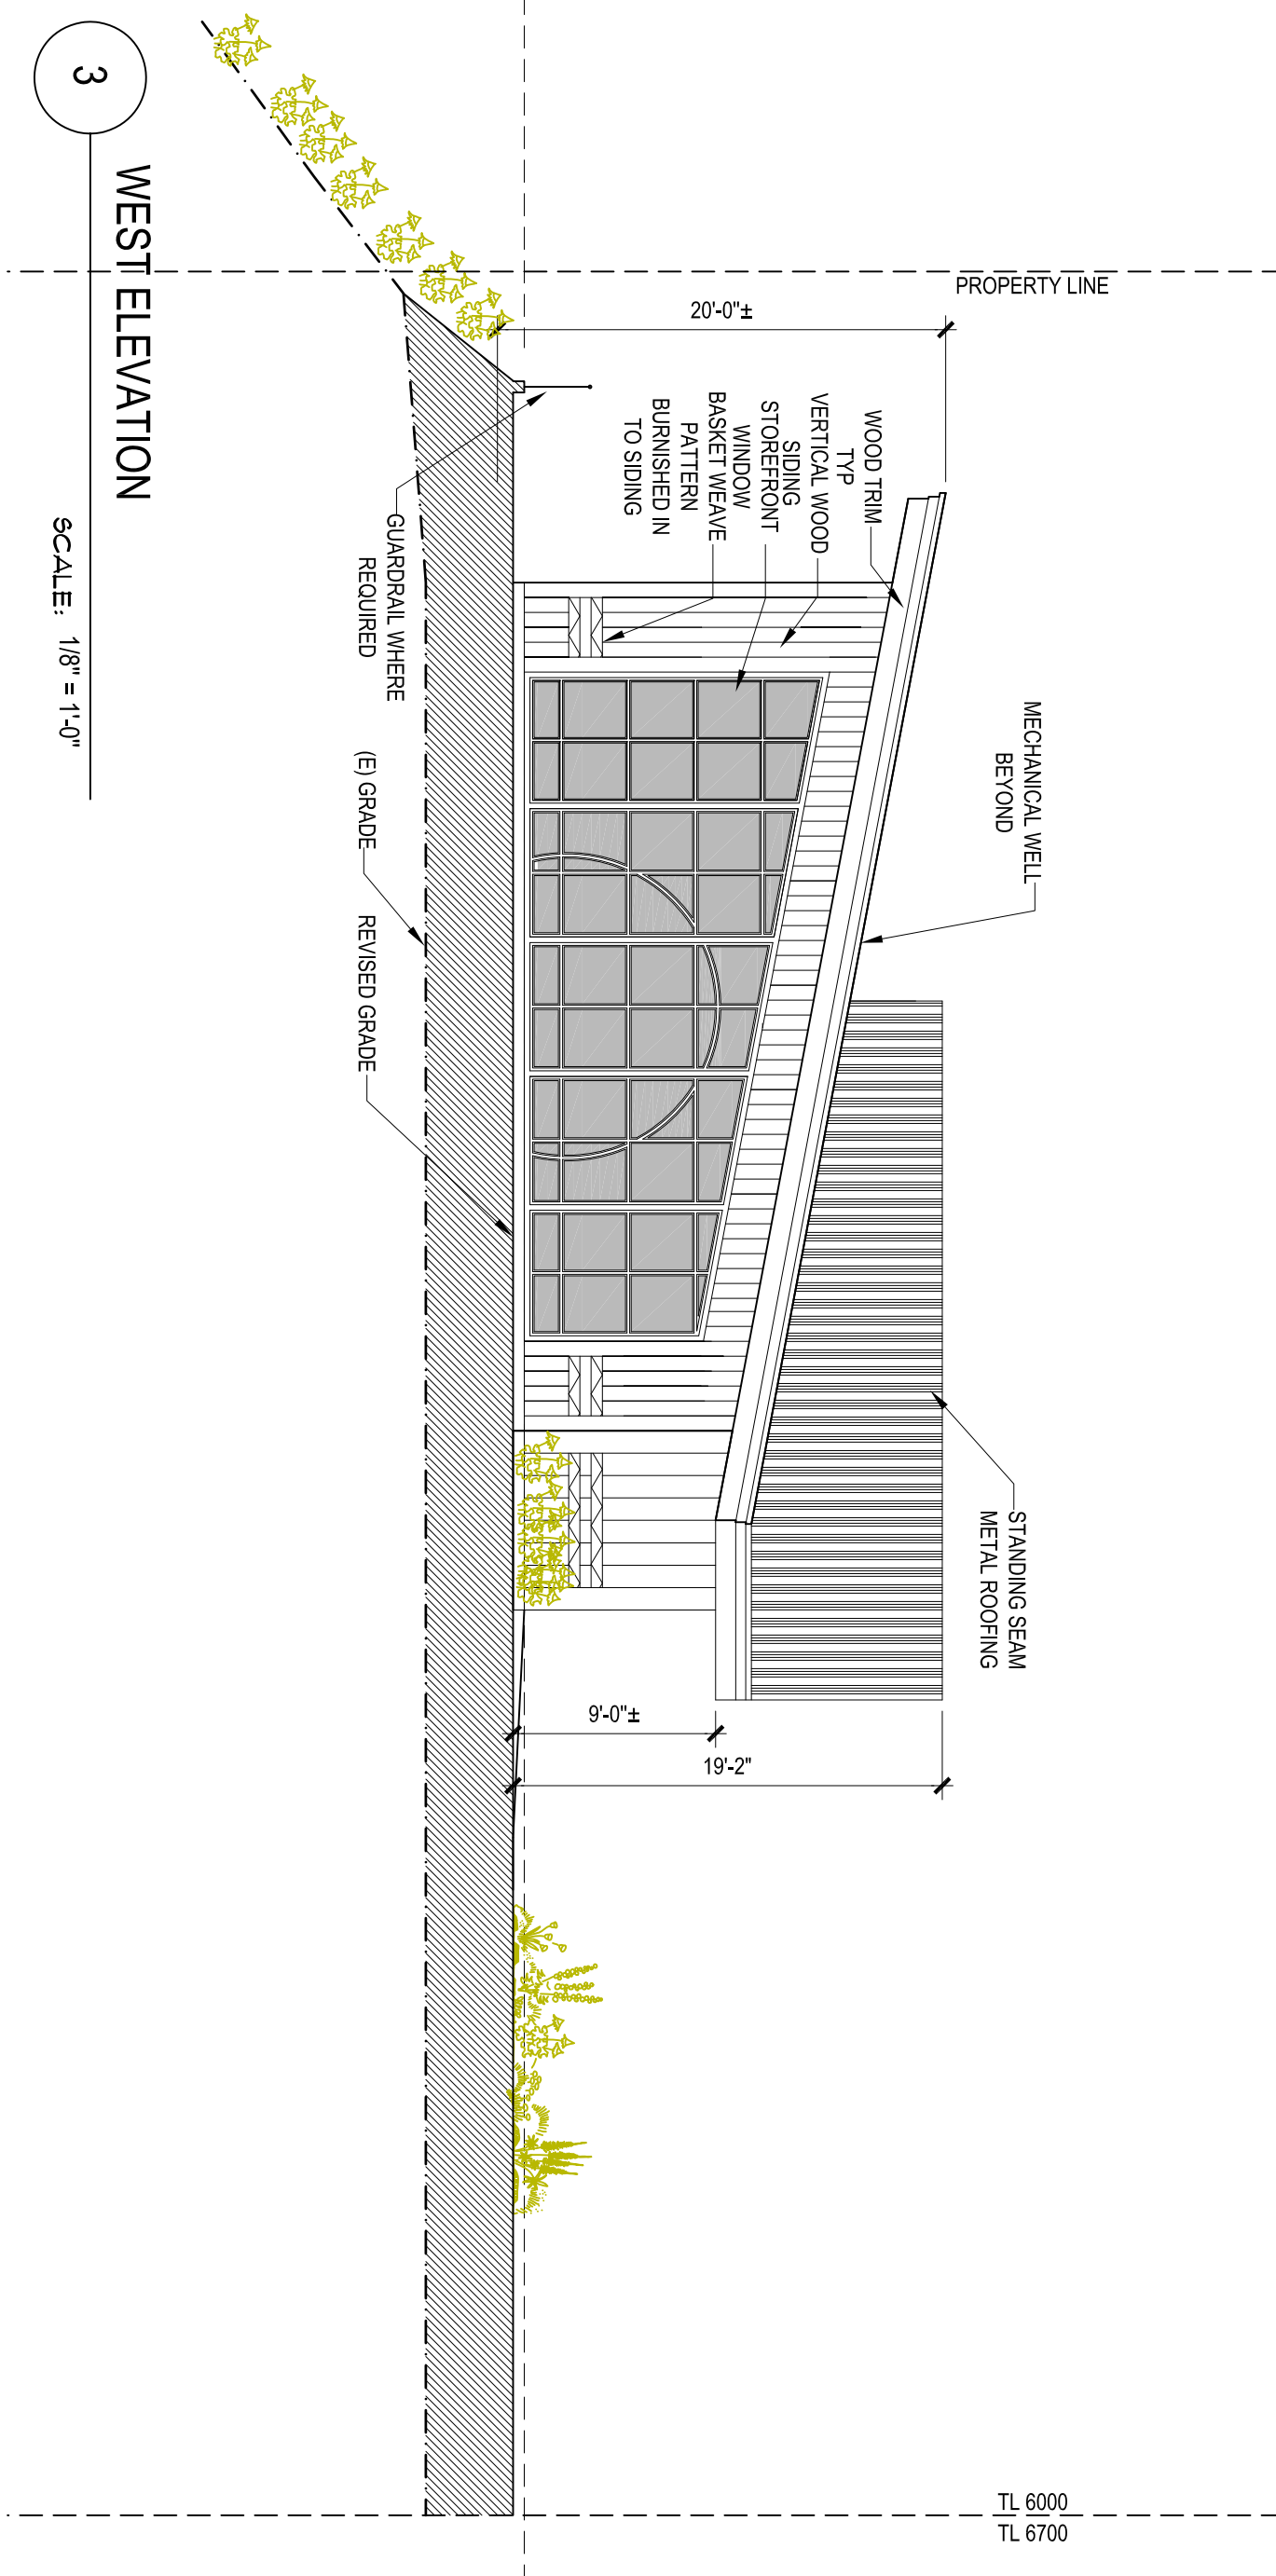 PROPERTY LINE
20'-0"±
WOOD TRIM
TYP
VERTICAL WOOD
SIDING
STOREFRONT
WINDOW
BASKET WEAVE
PATTERN
BURNISHED IN
TO SIDING
MECHANICAL WELL
BEYOND
STANDING SEAM
METAL ROOFING
9'-0"±
19'-2"
TL 6000
TL 6700
GUARDRAIL WHERE
REQUIRED
(E) GRADE
REVISED GRADE
3
WEST ELEVATION
SCALE: 1/8" = 1'-0"